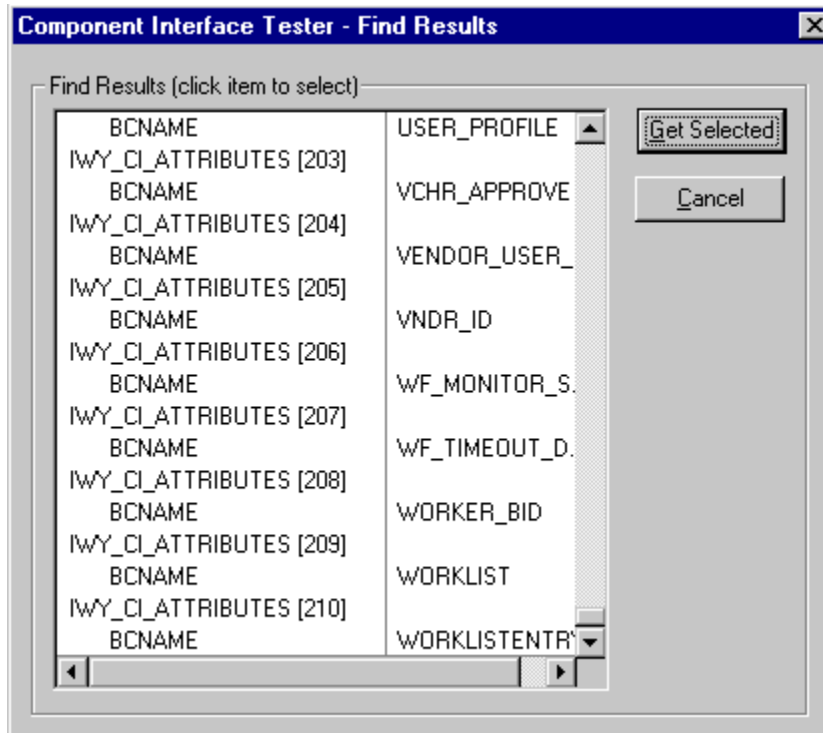 Component Interface Tester - Find Results
Find Results (click item to select)
BCNAME USER_PROFILE
IWY_CI_ATTRIBUTES [203]
BCNAME VCHR_APPROVE
IWY_CI_ATTRIBUTES [204]
BCNAME VENDOR_USER_
IWY_CI_ATTRIBUTES [205]
BCNAME VNDR_ID
IWY_CI_ATTRIBUTES [206]
BCNAME WF_MONITOR_S.
IWY_CI_ATTRIBUTES [207]
BCNAME WF_TIMEOUT_D.
IWY_CI_ATTRIBUTES [208]
BCNAME WORKER_BID
IWY_CI_ATTRIBUTES [209]
BCNAME WORKLIST
IWY_CI_ATTRIBUTES [210]
BCNAME WORKLISTENTRY
Get Selected
Cancel